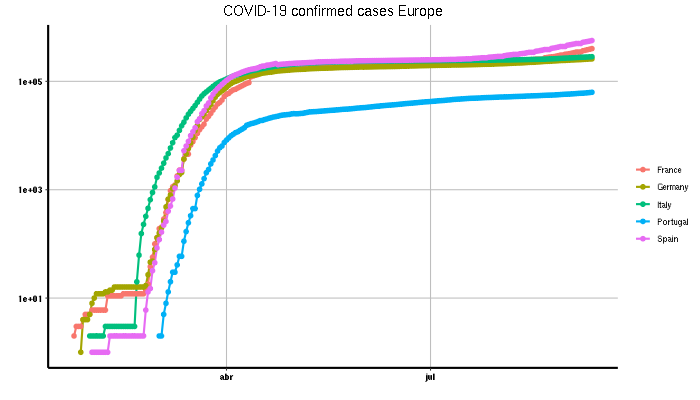 COVID-19 confirmed cases Europe
1e+05
1e+03
1e+01
abr
jul
France
Germany
Italy
Portugal
Spain